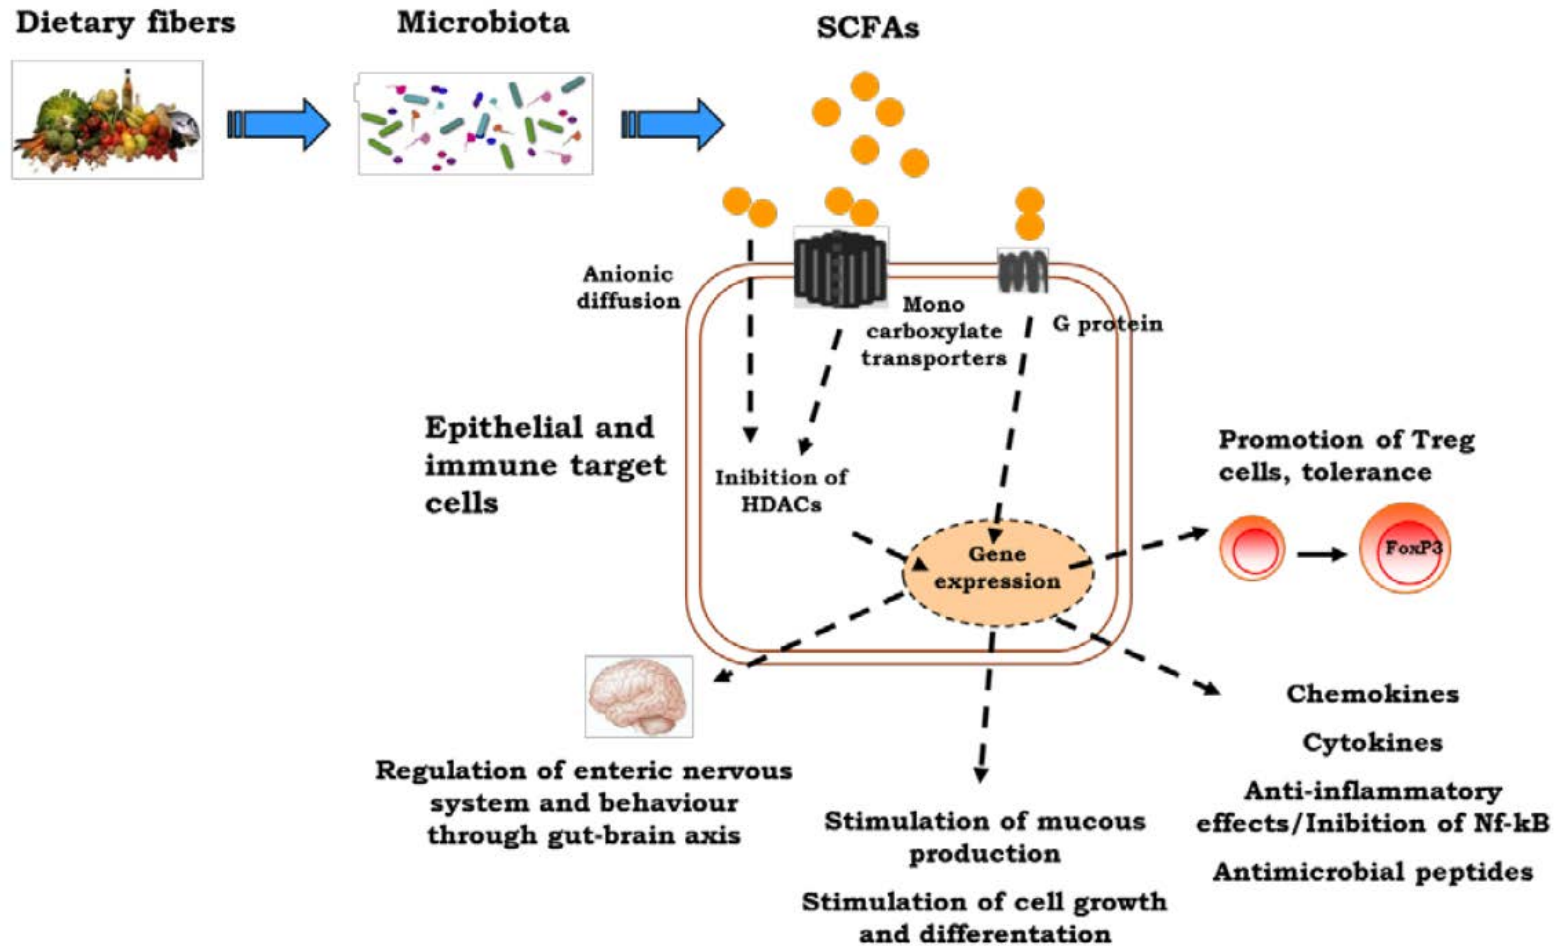 Dietary fibers
Microbiota
SCFAs
Anionic
diffusion
Mono
carboxylate
transporters
G protein
Epithelial and
immune target
cells
Inibition of
HDACs
Gene
expression
Promotion of Treg
cells, tolerance
FoxP3
Regulation of enteric nervous
system and behaviour
through gut-brain axis
Stimulation of mucous
production
Stimulation of cell growth
and differentation
Chemokines
Cytokines
Anti-inflammatory
effects/Inibition of Nf-kB
Antimicrobial peptides